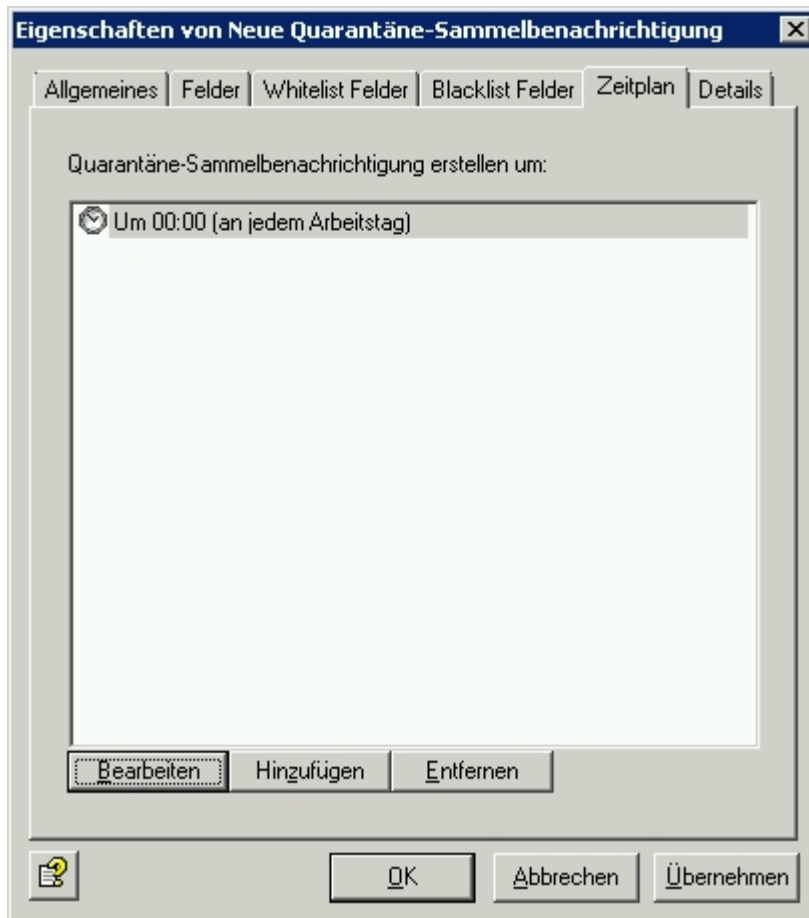 Eigenschaften von Neue Quarantäne-Sammelbenachrichtigung
Allgemeines Felder Whitelist Felder Blacklist Felder Zeitplan Details
Quarantäne-Sammelbenachrichtigung erstellen um:
Um 00:00 (an jedem Arbeitstag)
Bearbeiten Hinzufügen Entfernen
OK Abbrechen Übernehmen